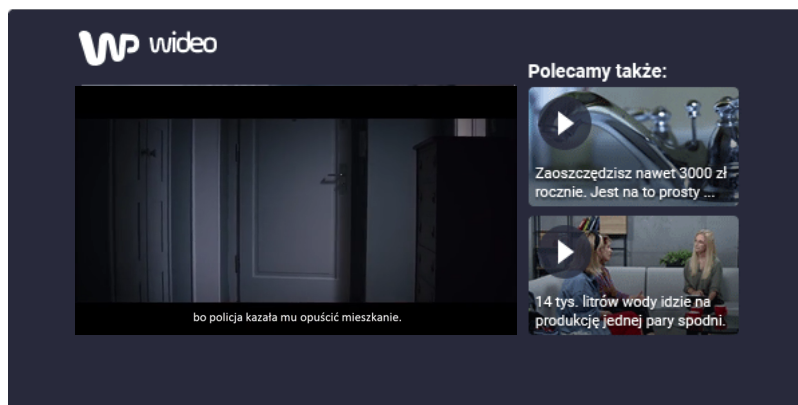 wp wideo
Polecamy także:
Zaoszczędzisz nawet 3000 zł
rocznie. Jest na to prosty ...
14 tys. litrów wody idzie na
produkcję jednej pary spodni.
bo policja kazała mu opuścić mieszkanie.